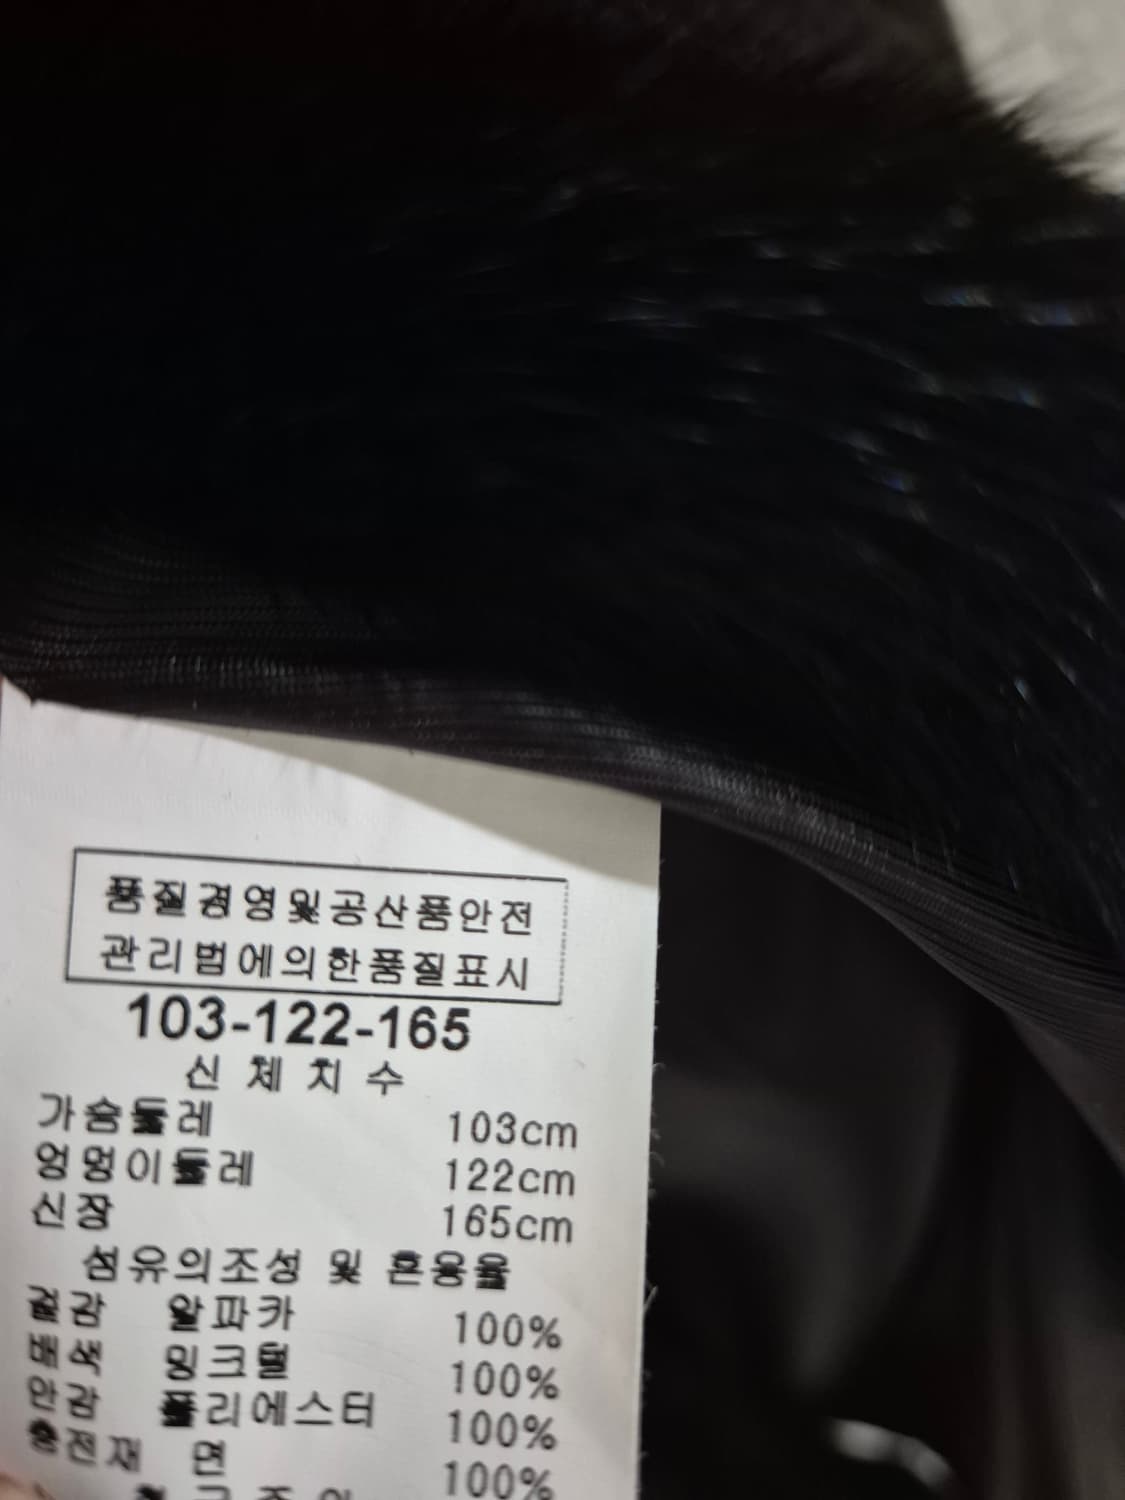 품질경영및공산품안전
관리법에의한품질표시
103-122-165
신체치수
가슴둘레 103cm
엉덩이둘레 122cm
신장 165cm
섬유의조성 및 혼용율
겉감 알파카 100%
배색 밍크털 100%
안감 폴리에스터 100%
충전재 면 100%